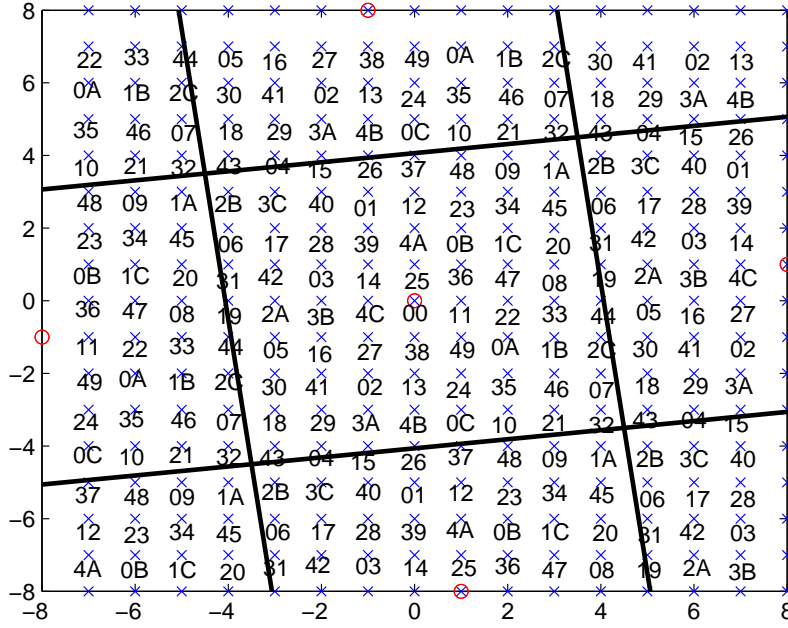 8
22 33 44 05 16 27 38 49 0A 1B 2C 30 41 02 13
6
0A 1B 2C 30 41 02 13 24 35 46 07 18 29 3A 4B
35 46 07 18 29 3A 4B 0C 10 21 32 43 04 15 26
4
10 21 32 43 04 15 26 37 48 09 1A 2B 3C 40 01
48 09 1A 2B 3C 40 01 12 23 34 45 06 17 28 39
2
23 34 45 06 17 28 39 4A 0B 1C 20 31 42 03 14
0B 1C 20 31 42 03 14 25 36 47 08 19 2A 3B 4C
0
36 47 08 19 2A 3B 4C 00 11 22 33 44 05 16 27
11 22 33 44 05 16 27 38 49 0A 1B 2C 30 41 02
−2
49 0A 1B 2C 30 41 02 13 24 35 46 07 18 29 3A
24 35 46 07 18 29 3A 4B 0C 10 21 32 43 04 15
−4
0C 10 21 32 43 04 15 26 37 48 09 1A 2B 3C 40
37 48 09 1A 2B 3C 40 01 12 23 34 45 06 17 28
−6
12 23 34 45 06 17 28 39 4A 0B 1C 20 31 42 03
4A 0B 1C 20 31 42 03 14 25 36 47 08 19 2A 3B
−8
−8 −6 −4 −2 0 2 4 6 8